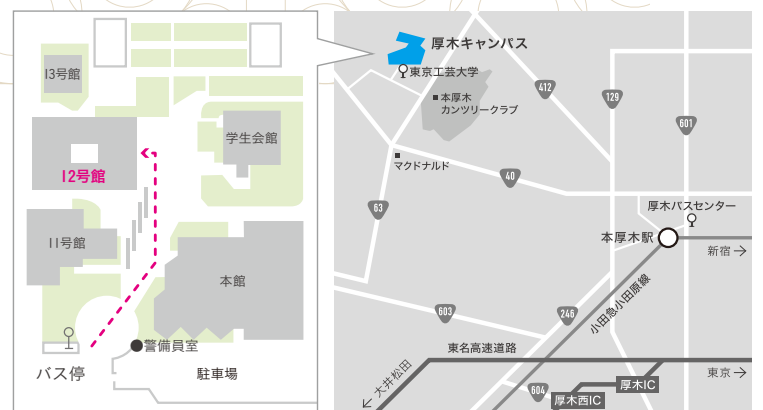 13号館
学生会館
12号館
11号館
本館
警備員室
バス停
駐車場
厚木キャンパス
東京工芸大学
本厚木
カンツリークラブ
412
129
601
マクドナルド
40
63
厚木バスセンター
本厚木駅
新宿→
小田急小田原線
603
246
東名高速道路
東京→
←大井松田
604
厚木IC
厚木西IC